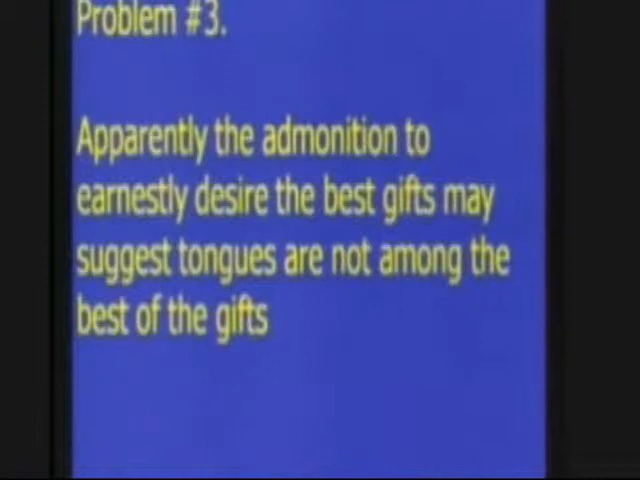 Problem #3.
Apparently the admonition to
earnestly desire the best gifts may
suggest tongues are not among the
best of the gifts